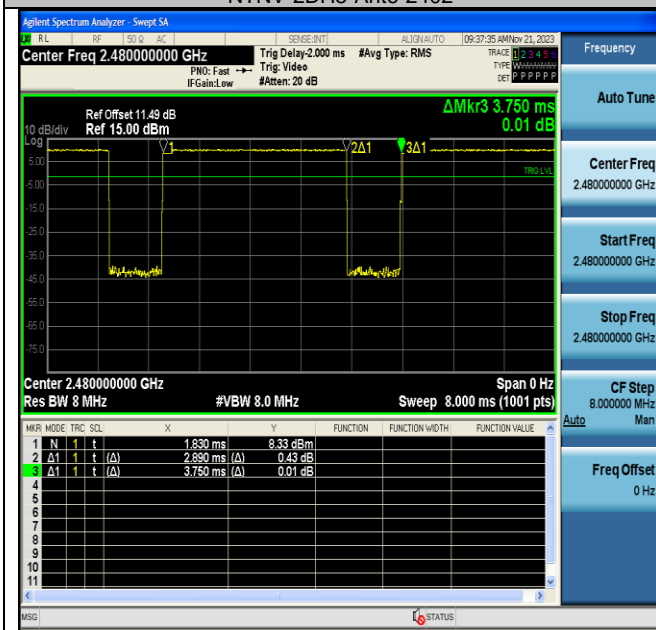 Agilent Spectrum Analyzer - Swept SA
RL RF 50 Ω AC SENSE:INT ALIGN AUTO 09:37:35 AM Nov 21, 2023
Center Freq 2.480000000 GHz
PNO: Fast
IFGain:Low
Trig Delay-2.000 ms
Trig: Video
#Atten: 20 dB
#Avg Type: RMS
TRACE 1 2 3 4 5 6
TYPE WWWWWW
DET P P P P P P
Ref Offset 11.49 dB
10 dB/div Ref 15.00 dBm
Log
ΔMkr3 3.750 ms
0.01 dB
1
2Δ1
3Δ1
5.00
TRIG LVL
-5.00
-15.0
-25.0
-35.0
-45.0
-55.0
-65.0
-75.0
Center 2.480000000 GHz Span 0 Hz
Res BW 8 MHz #VBW 8.0 MHz Sweep 8.000 ms (1001 pts)
MKR MODE TRC SCL X Y FUNCTION FUNCTION WIDTH FUNCTION VALUE
1 N 1 t 1.830 ms 8.33 dBm
2 Δ1 1 t (Δ) 2.890 ms (Δ) 0.43 dB
3 Δ1 1 t (Δ) 3.750 ms (Δ) 0.01 dB
4
5
6
7
8
9
10
11
MSG STATUS
Frequency
Auto Tune
Center Freq
2.480000000 GHz
Start Freq
2.480000000 GHz
Stop Freq
2.480000000 GHz
CF Step
8.000000 MHz
Auto Man
Freq Offset
0 Hz